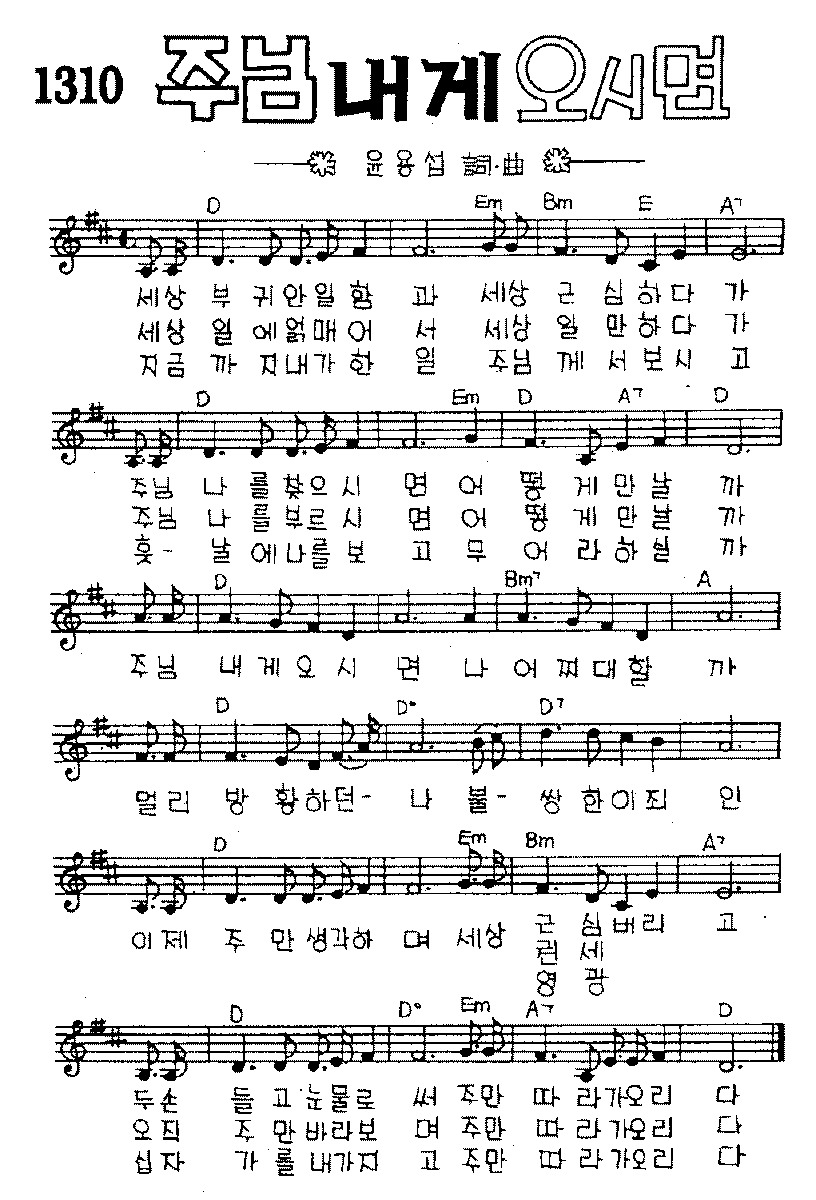 1310 주님 내게 오시면
윤용섭 詞·曲
D Em Bm E A7
세상 부귀안일함 과 세상 근심하다 가
세상 일에얽매어 서 세상 일만하다 가
지금 까지내가한 일 주님 께서보시 고
D Em D A7 D
주님 나를찾으시 면 어 떻게만날 까
주님 나를부르시 면 어 떻게만날 까
훗- 날에나를보 고 무 어라하실 까
D Bm7 A
주님 내게오시 면 나 어찌대할 까
D D° D7
멀리 방황하던- 나 불- 쌍한이죄 인
D Em Bm A7
이제 주만생각하 며 세상 근심버리 고
권세
영광
D D° Em A7 D
두손 들고눈물로 써 주만 따라가오리 다
오직 주만바라보 며 주만 따라가오리 다
십자 가를내가지 고 주만 따라가오리 다